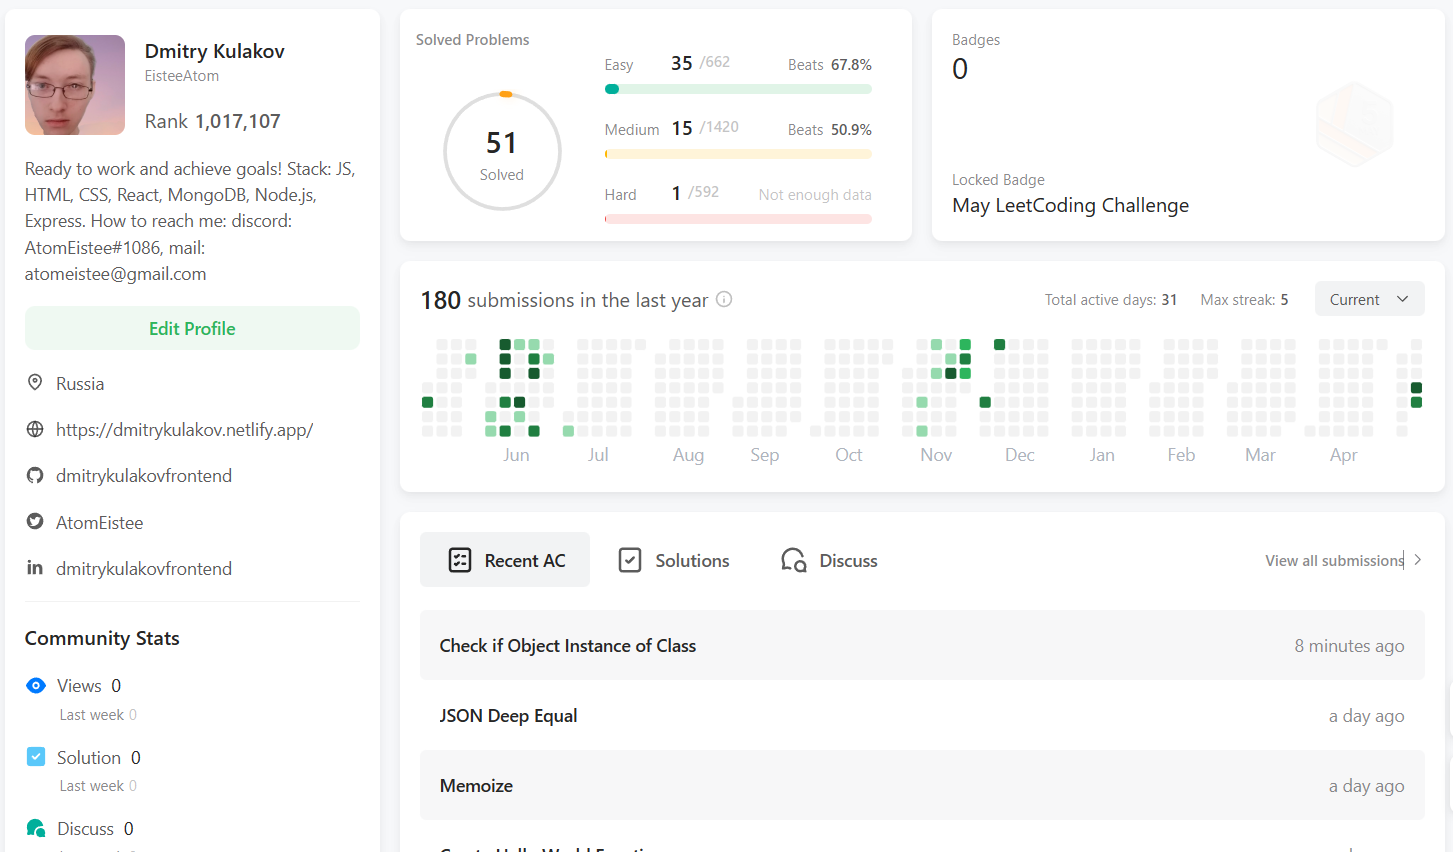 Dmitry Kulakov
EisteeAtom
Rank 1,017,107
Ready to work and achieve goals! Stack: JS,
HTML, CSS, React, MongoDB, Node.js,
Express. How to reach me: discord:
AtomEistee#1086, mail:
atomeistee@gmail.com
Edit Profile
Russia
https://dmitrykulakov.netlify.app/
dmitrykulakovfrontend
AtomEistee
dmitrykulakovfrontend
Community Stats
Views 0
Last week 0
Solution 0
Last week 0
Discuss 0
Solved Problems
51
Solved
Easy 35 /662 Beats 67.8%
Medium 15 /1420 Beats 50.9%
Hard 1 /592 Not enough data
Badges
0
Locked Badge
May LeetCoding Challenge
180 submissions in the last year Total active days: 31 Max streak: 5 Current
Jun Jul Aug Sep Oct Nov Dec Jan Feb Mar Apr
Recent AC Solutions Discuss View all submissions
Check if Object Instance of Class 8 minutes ago
JSON Deep Equal a day ago
Memoize a day ago